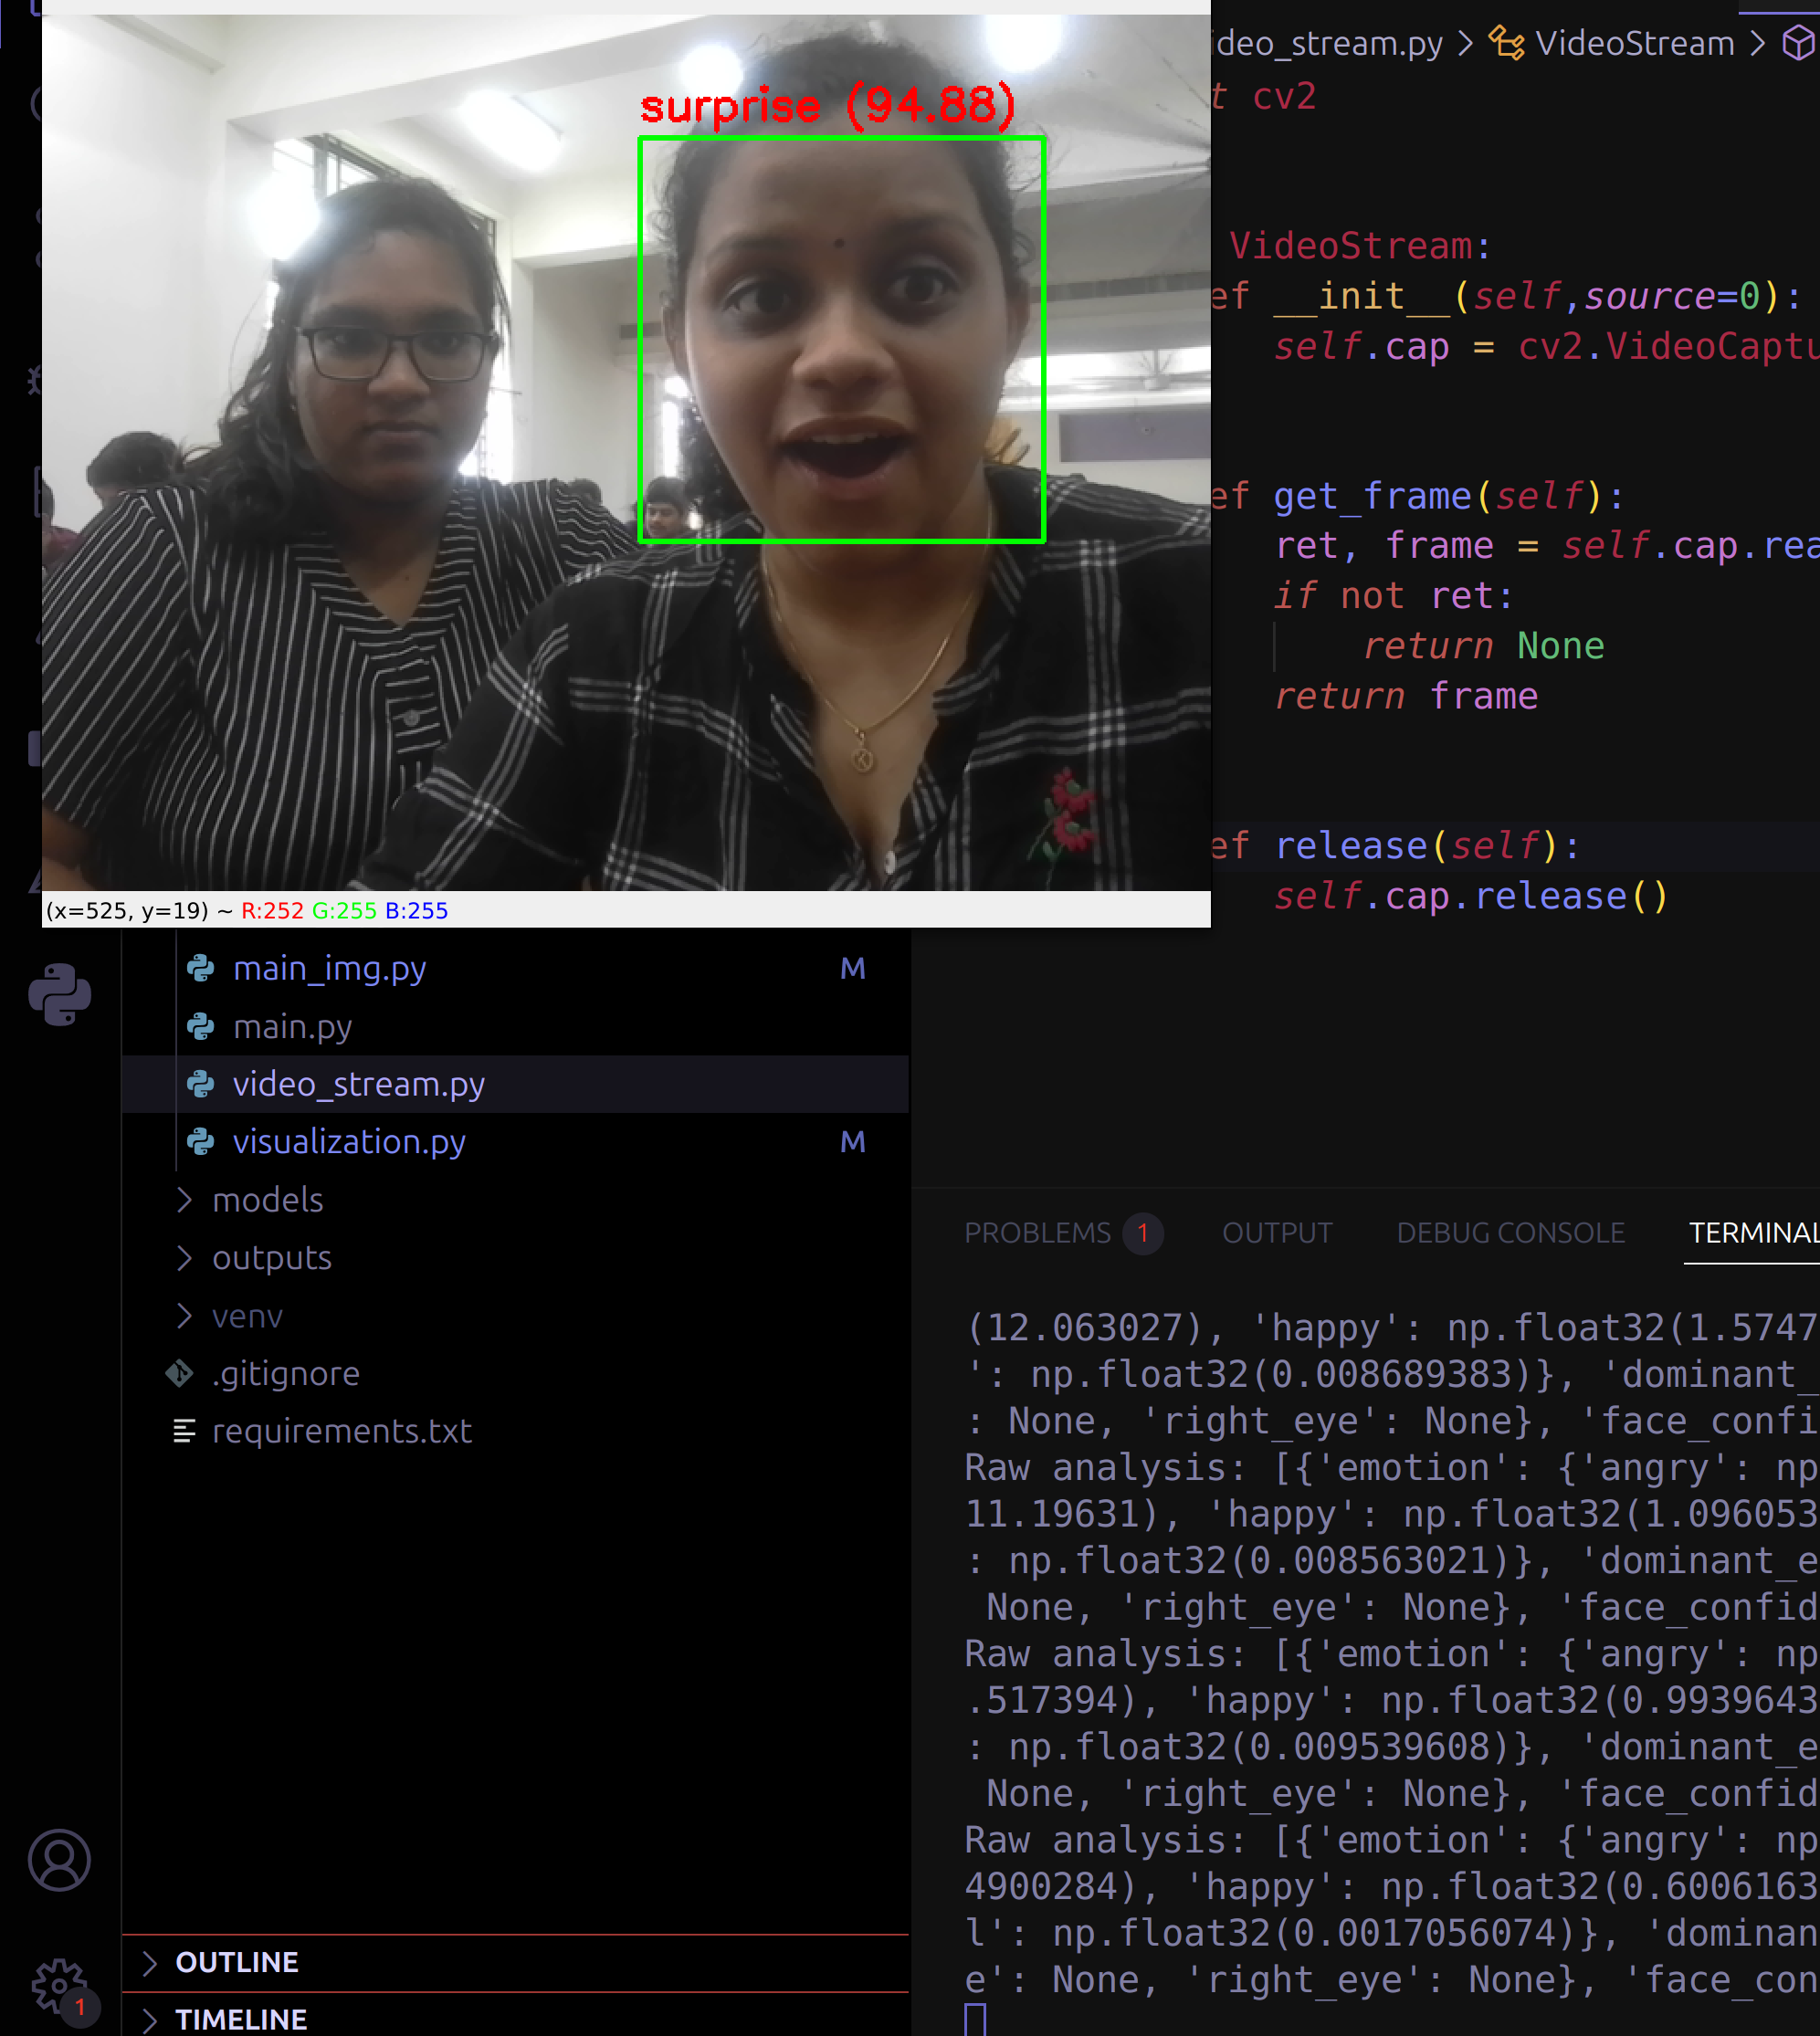 surprise (94.88)
(x=525, y=19) ~ R:252 G:255 B:255
ideo_stream.py > VideoStream >
t cv2
VideoStream:
ef __init__(self,source=0):
self.cap = cv2.VideoCaptu
ef get_frame(self):
ret, frame = self.cap.rea
if not ret:
return None
return frame
ef release(self):
self.cap.release()
main_img.py M
main.py
video_stream.py
visualization.py M
models
outputs
venv
.gitignore
requirements.txt
OUTLINE
1
TIMELINE
PROBLEMS 1 OUTPUT DEBUG CONSOLE TERMINAL
(12.063027), 'happy': np.float32(1.5747
': np.float32(0.008689383)}, 'dominant_
: None, 'right_eye': None}, 'face_confi
Raw analysis: [{'emotion': {'angry': np
11.19631), 'happy': np.float32(1.096053
: np.float32(0.008563021)}, 'dominant_e
None, 'right_eye': None}, 'face_confid
Raw analysis: [{'emotion': {'angry': np
.517394), 'happy': np.float32(0.9939643
: np.float32(0.009539608)}, 'dominant_e
None, 'right_eye': None}, 'face_confid
Raw analysis: [{'emotion': {'angry': np
4900284), 'happy': np.float32(0.6006163
l': np.float32(0.0017056074)}, 'dominan
e': None, 'right_eye': None}, 'face_con